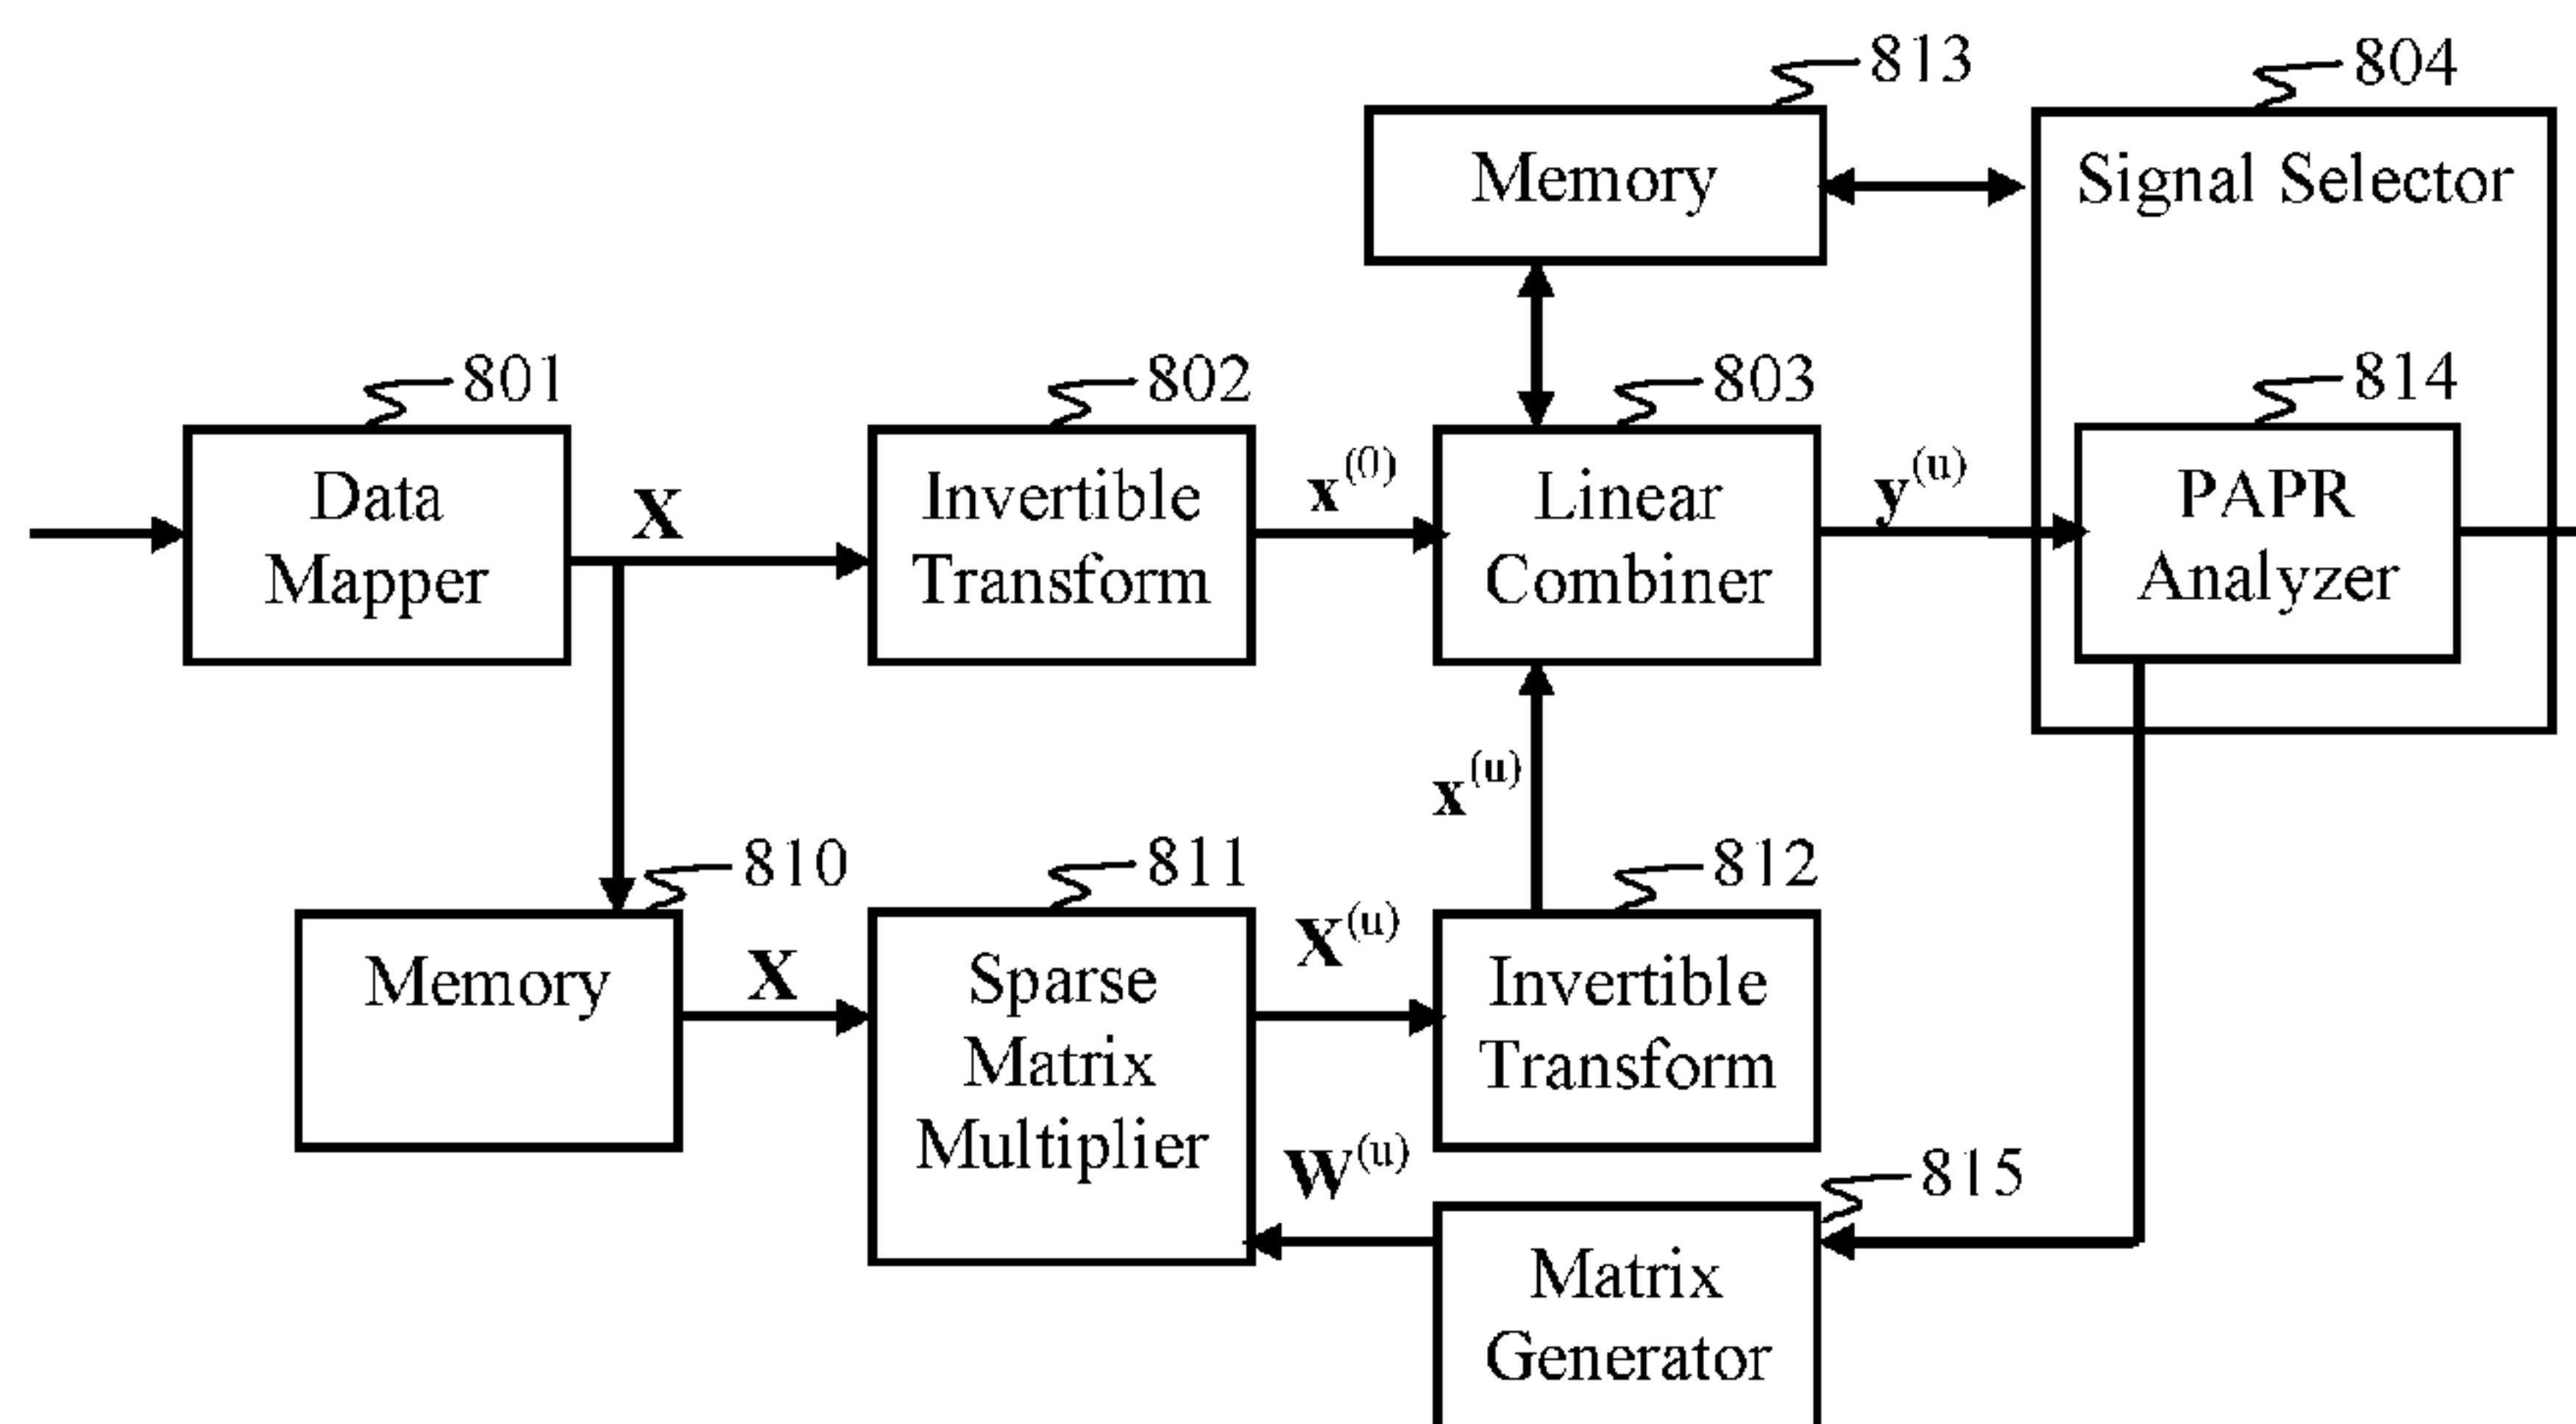 813
804
Memory
Signal Selector
801
802
803
814
Data
Mapper
X
Invertible
Transform
x(0)
Linear
Combiner
y(u)
PAPR
Analyzer
x(u)
810
811
812
Memory
X
Sparse
Matrix
Multiplier
X(u)
Invertible
Transform
W(u)
815
Matrix
Generator